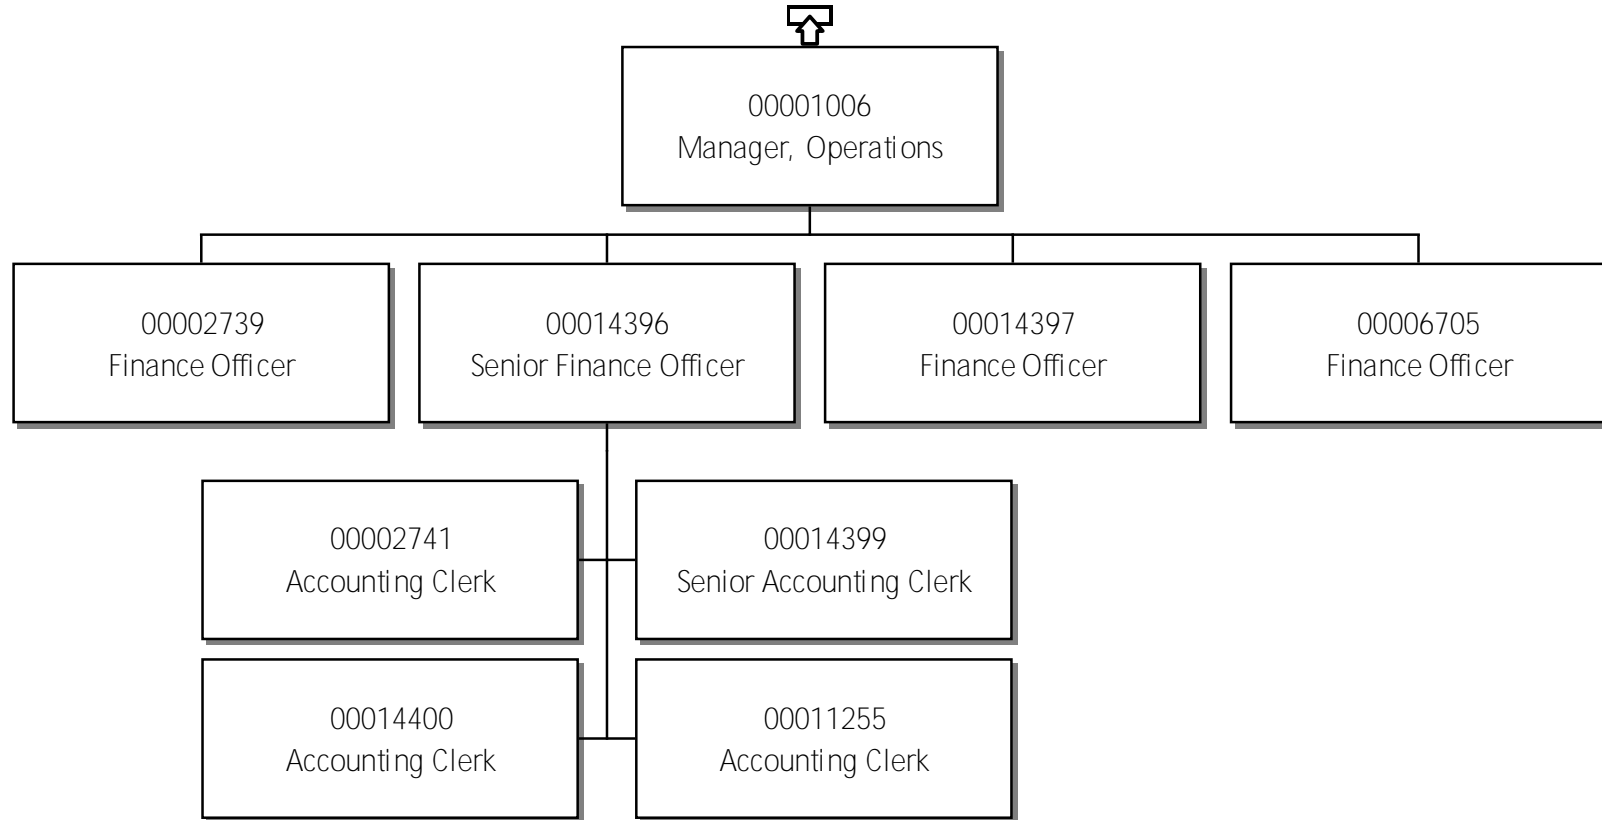 00001006
Manager, Operations
00002739
Finance Officer
00014396
Senior Finance Officer
00014397
Finance Officer
00006705
Finance Officer
00002741
Accounting Clerk
00014399
Senior Accounting Clerk
00014400
Accounting Clerk
00011255
Accounting Clerk